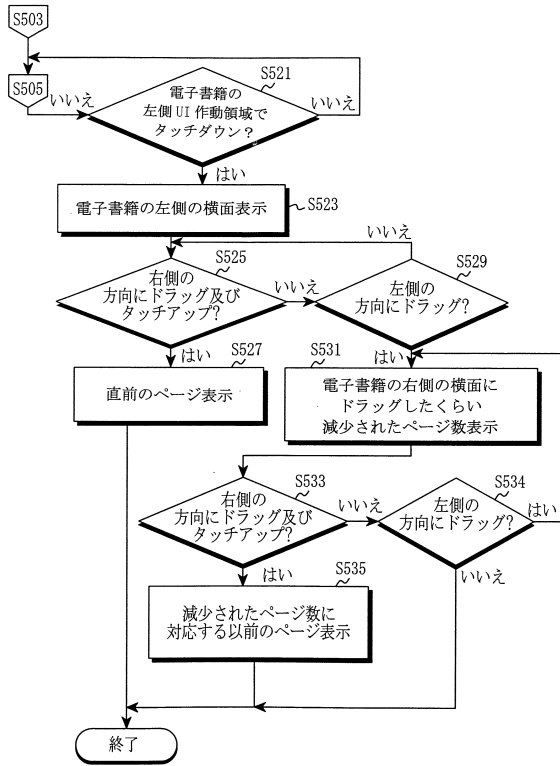 S503
S505
いいえ
S521
電子書籍の
左側UI作動領域で
タッチダウン?
いいえ
はい
電子書籍の左側の横面表示
S523
いいえ
S525
右側の
方向にドラッグ及び
タッチアップ?
いいえ
S529
左側の
方向にドラッグ?
はい
S527
直前のページ表示
はい
S531
電子書籍の右側の横面に
ドラッグしたくらい
減少されたページ数表示
S533
右側の
方向にドラッグ及び
タッチアップ?
いいえ
S534
左側の
方向にドラッグ?
はい
はい
いいえ
S535
減少されたページ数に
対応する以前のページ表示
終了